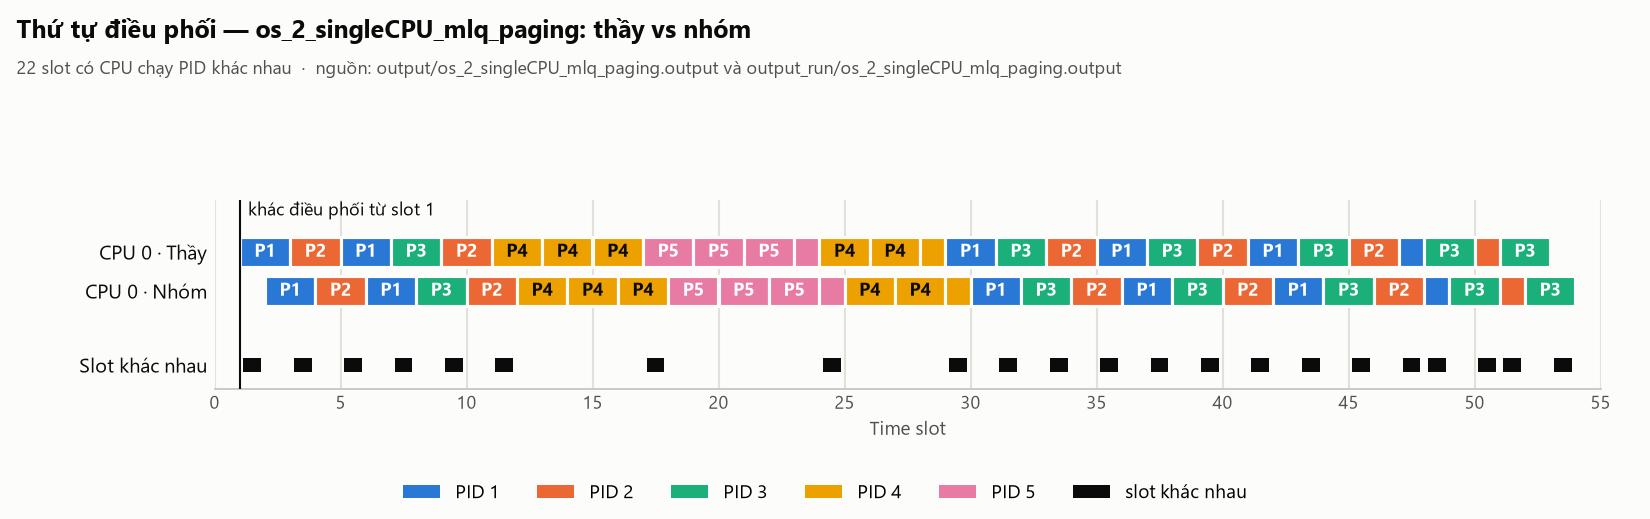 Thứ tự điều phối — os_2_singleCPU_mlq_paging: thầy vs nhóm
22 slot có CPU chạy PID khác nhau · nguồn: output/os_2_singleCPU_mlq_paging.output và output_run/os_2_singleCPU_mlq_paging.output
khác điều phối từ slot 1
CPU 0 · Thầy P1 P2 P1 P3 P2 P4 P4 P4 P5 P5 P5 P4 P4 P1 P3 P2 P1 P3 P2 P1 P3 P2 P3 P3
CPU 0 · Nhóm P1 P2 P1 P3 P2 P4 P4 P4 P5 P5 P5 P4 P4 P1 P3 P2 P1 P3 P2 P1 P3 P2 P3 P3
Slot khác nhau
0 5 10 15 20 25 30 35 40 45 50 55
Time slot
PID 1 PID 2 PID 3 PID 4 PID 5 slot khác nhau